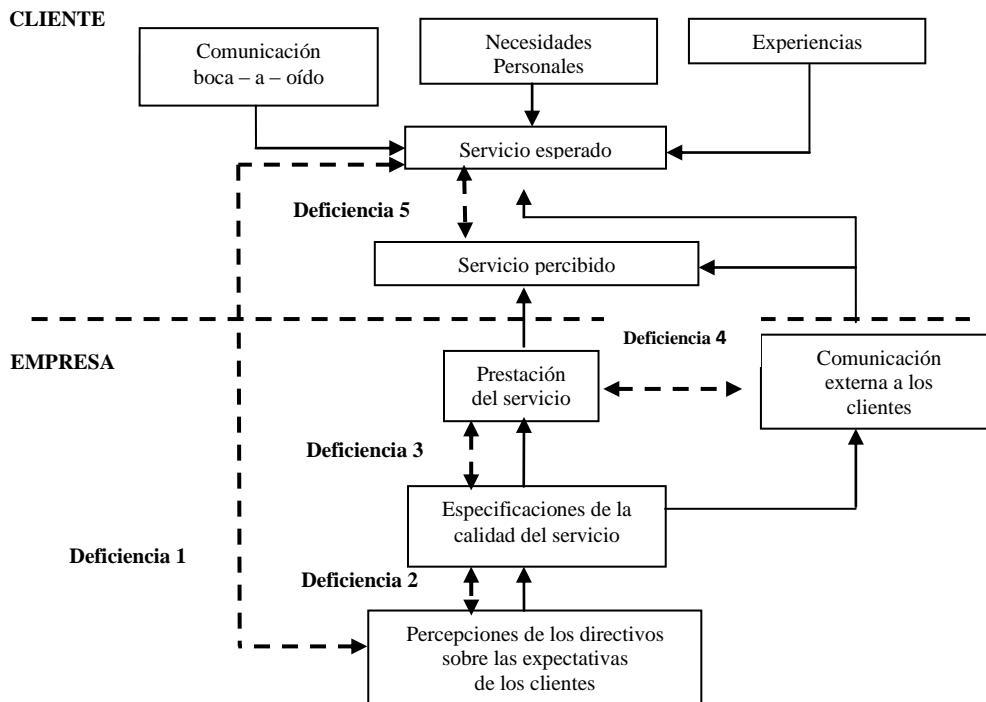 CLIENTE
Comunicación
boca – a – oído
Necesidades
Personales
Experiencias
Servicio esperado
Deficiencia 5
Servicio percibido
Deficiencia 4
EMPRESA
Prestación
del servicio
Comunicación
externa a los
clientes
Deficiencia 3
Especificaciones de la
calidad del servicio
Deficiencia 1
Deficiencia 2
Percepciones de los directivos
sobre las expectativas
de los clientes